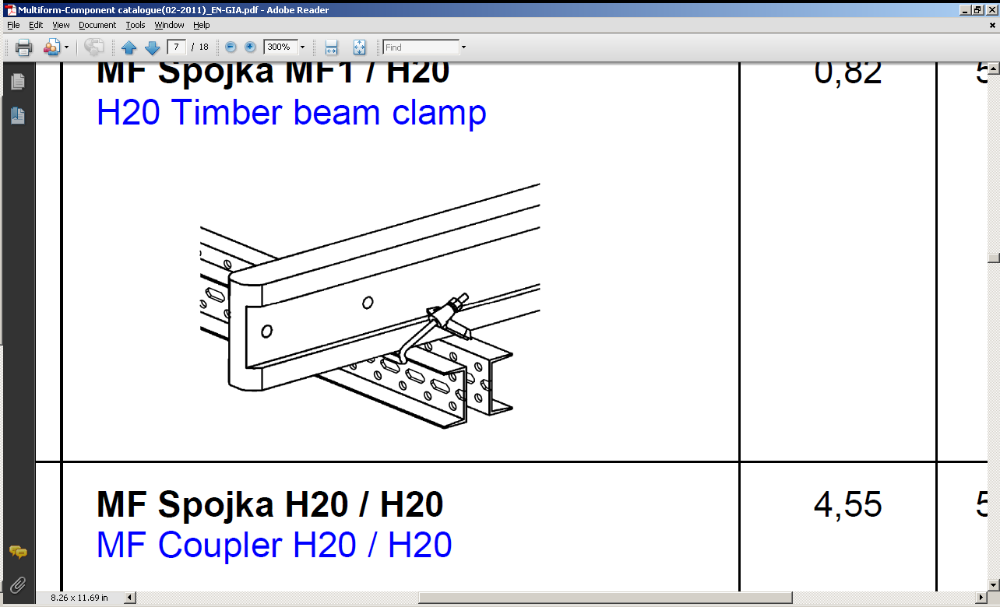 Multiform-Component catalogue(02-2011)_EN-GIA.pdf - Adobe Reader
File Edit View Document Tools Window Help
7 / 18 300% Find
MF Spojka MF1 / H20 0,82 5
H20 Timber beam clamp
MF Spojka H20 / H20 4,55 5
MF Coupler H20 / H20
8.26 x 11.69 in